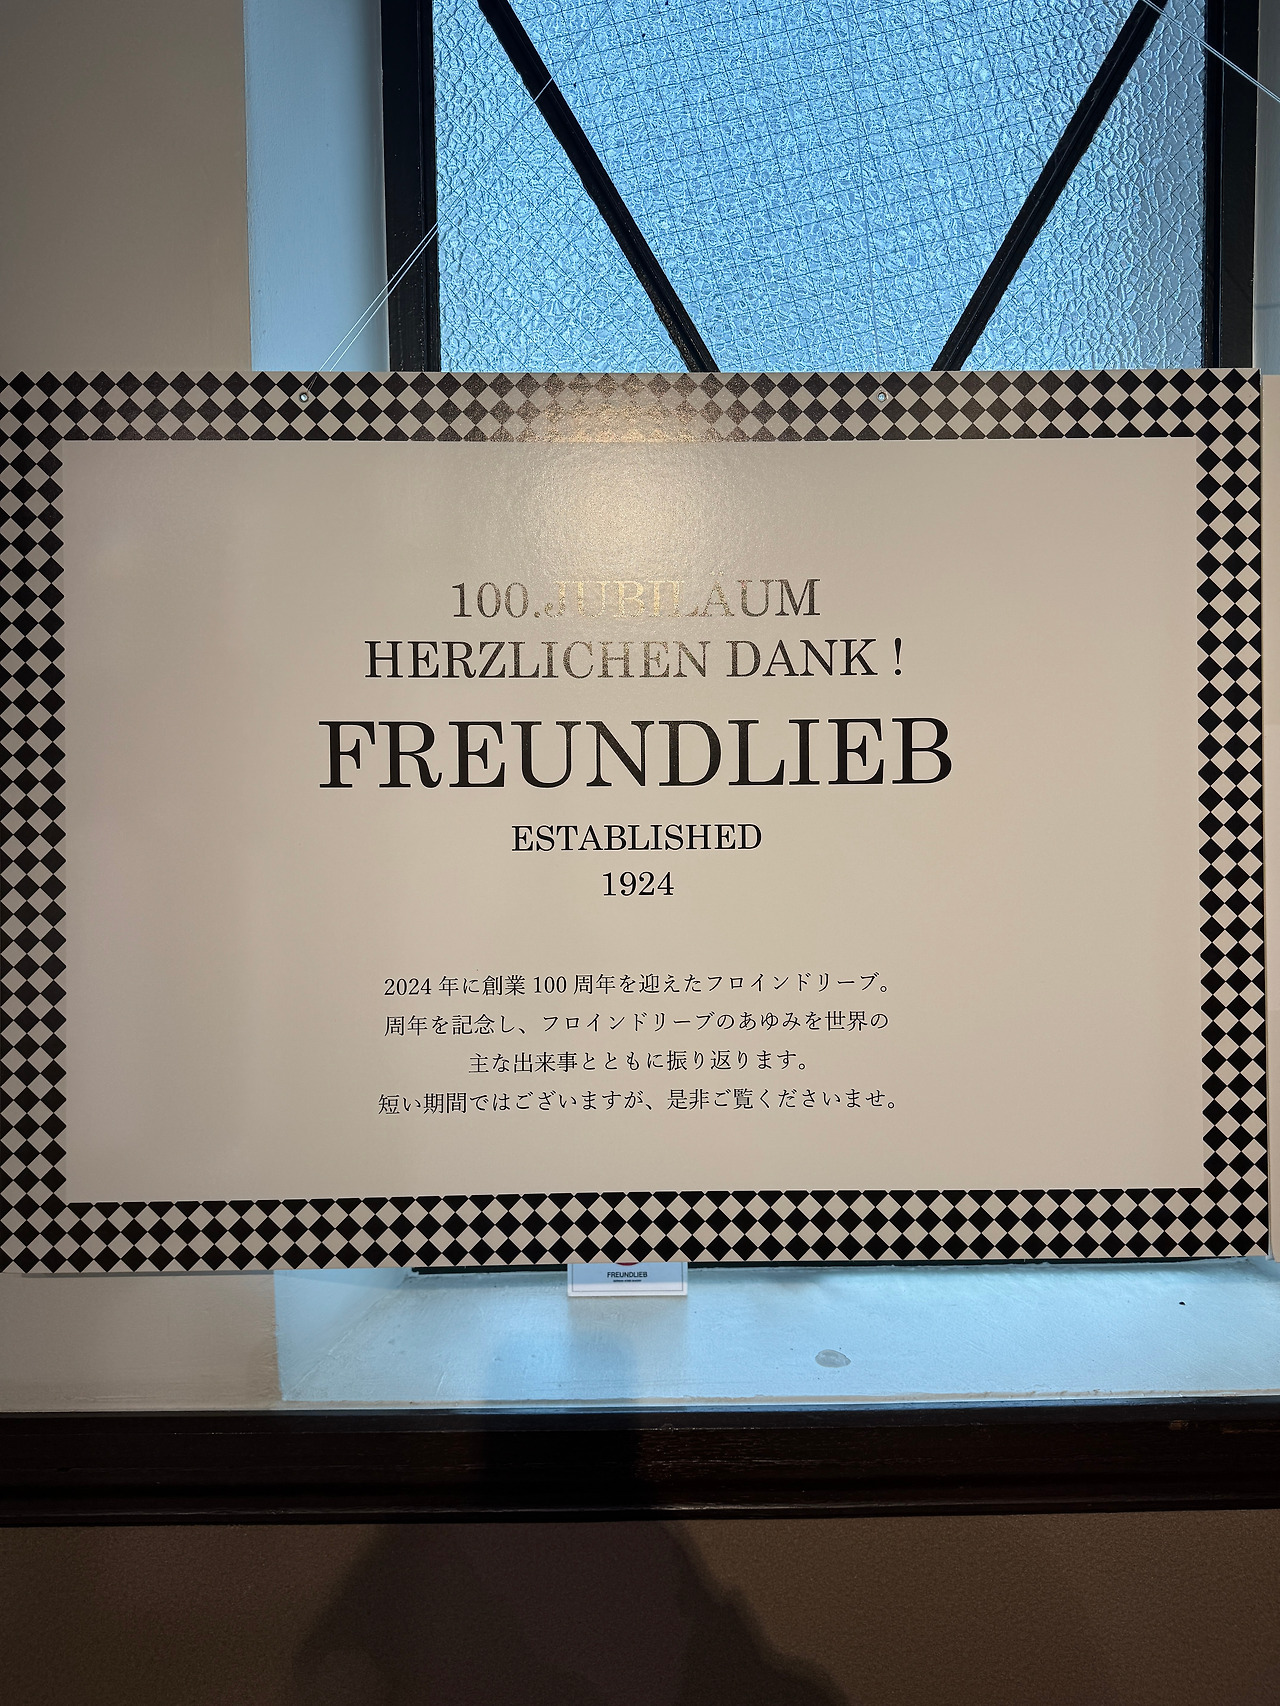 100.JUBILAUM
HERZLICHEN DANK !
FREUNDLIEB
ESTABLISHED
1924
2024 年に創業 100 周年を迎えたフロインドリーブ。
周年を記念し、フロインドリーブのあゆみを世界の
主な出来事とともに振り返ります。
短い期間ではございますが、是非ご覧くださいませ。
FREUNDLIEB